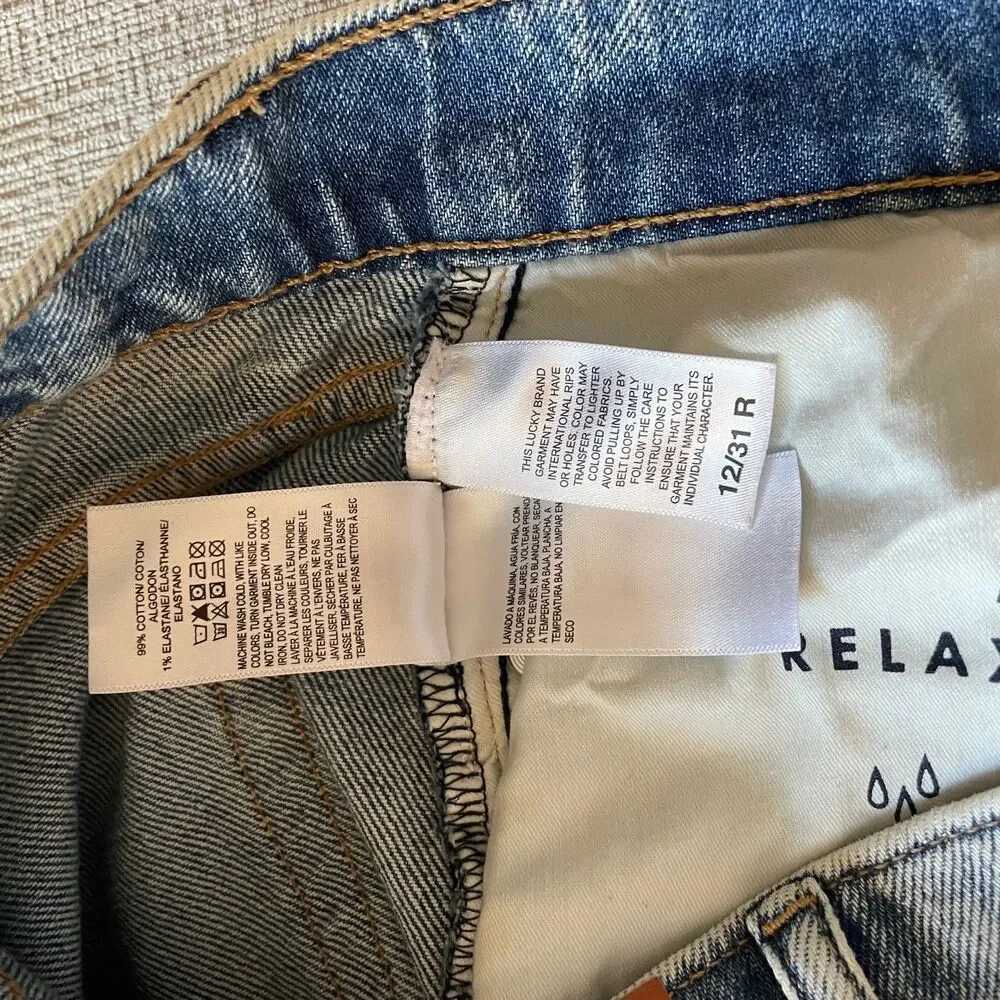 THIS LUCKY BRAND
GARMENT MAY HAVE
INTERNATIONAL RIPS
OR HOLES, COLOR MAY
TRANSFER TO LIGHTER
COLORED FABRICS.
AVOID PULLING UP BY
BELT LOOPS, SIMPLY
FOLLOW THE CARE
INSTRUCTIONS TO
ENSURE THAT YOUR
GARMENT MAINTAINS ITS
INDIVIDUAL CHARACTER.
12/31 R
99% COTTON/ COTON/
ALGODON
1% ELASTANE/ ÉLASTHANNE/
ELASTANO
MACHINE WASH COLD, WITH LIKE
COLORS, TURN GARMENT INSIDE OUT, DO
NOT BLEACH, TUMBLE DRY LOW, COOL
IRON, DO NOT DRY CLEAN
LAVER À LA MACHINE À L'EAU FROIDE,
SÉPARER LES COULEURS, TOURNER LE
VÊTEMENT À L'ENVERS, NE PAS
JAVELLISER, SÉCHER PAR CULBUTAGE À
BASSE TEMPÉRATURE, FER À BASSE
TEMPÉRATURE, NE PAS NETTOYER À SEC
LAVADO A MÁQUINA, AGUA FRÍA, CON
COLORES SIMILARES, VOLTEAR PREND
POR EL REVÉS, NO BLANQUEAR, SECA
A TEMPERATURA BAJA, PLANCHA, A
TEMPERATURA BAJA, NO LIMPIAR EN
SECO
RELAX